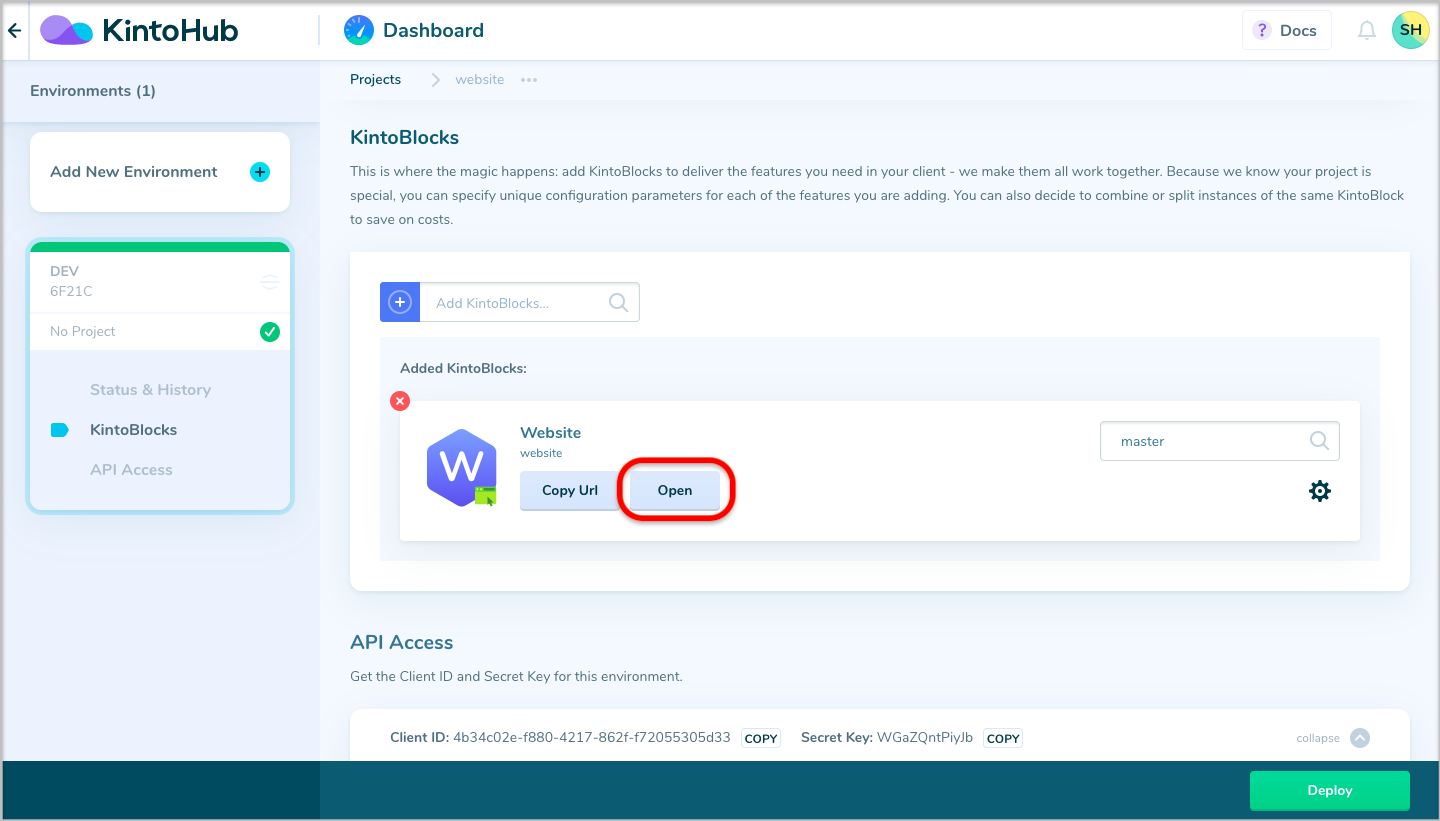 KintoHub
Dashboard
? Docs
SH
Environments (1)
Projects
website
Add New Environment
DEV
6F21C
No Project
Status & History
KintoBlocks
API Access
KintoBlocks
This is where the magic happens: add KintoBlocks to deliver the features you need in your client - we make them all work together. Because we know your project is
special, you can specify unique configuration parameters for each of the features you are adding. You can also decide to combine or split instances of the same KintoBlock
to save on costs.
Add KintoBlocks...
Added KintoBlocks:
W
Website
website
Copy Url
Open
master
API Access
Get the Client ID and Secret Key for this environment.
Client ID: 4b34c02e-f880-4217-862f-f72055305d33 COPY Secret Key: WGaZQntPiyJb COPY
collapse
Deploy